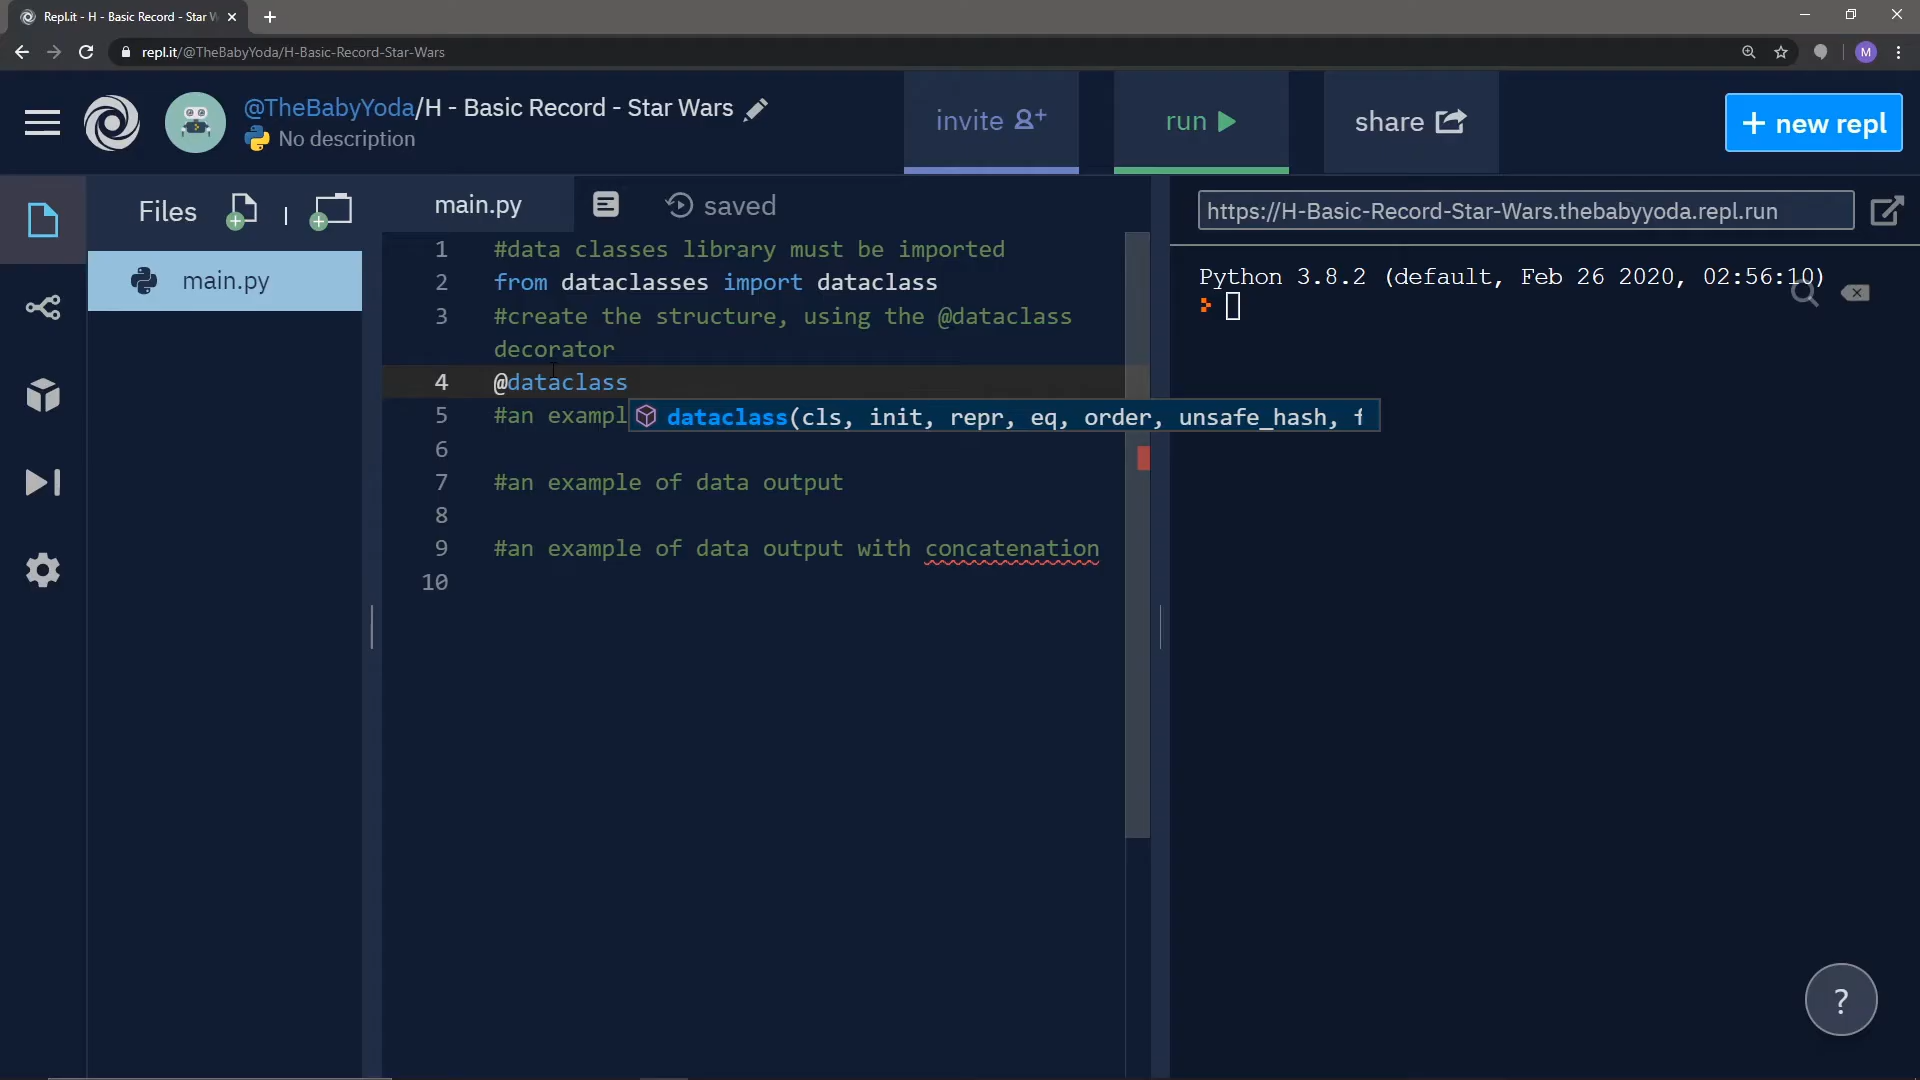 Repl.it - H - Basic Record - Star W
repl.it/@TheBabyYoda/H-Basic-Record-Star-Wars
M
@TheBabyYoda/H - Basic Record - Star Wars
No description
invite
run
share
+ new repl
Files
main.py
saved
https://H-Basic-Record-Star-Wars.thebabyyoda.repl.run
main.py
1 #data classes library must be imported
2 from dataclasses import dataclass
3 #create the structure, using the @dataclass
decorator
4 @dataclass
5 #an exampl
dataclass(cls, init, repr, eq, order, unsafe_hash, f
6
7 #an example of data output
8
9 #an example of data output with concatenation
10
Python 3.8.2 (default, Feb 26 2020, 02:56:10)
?